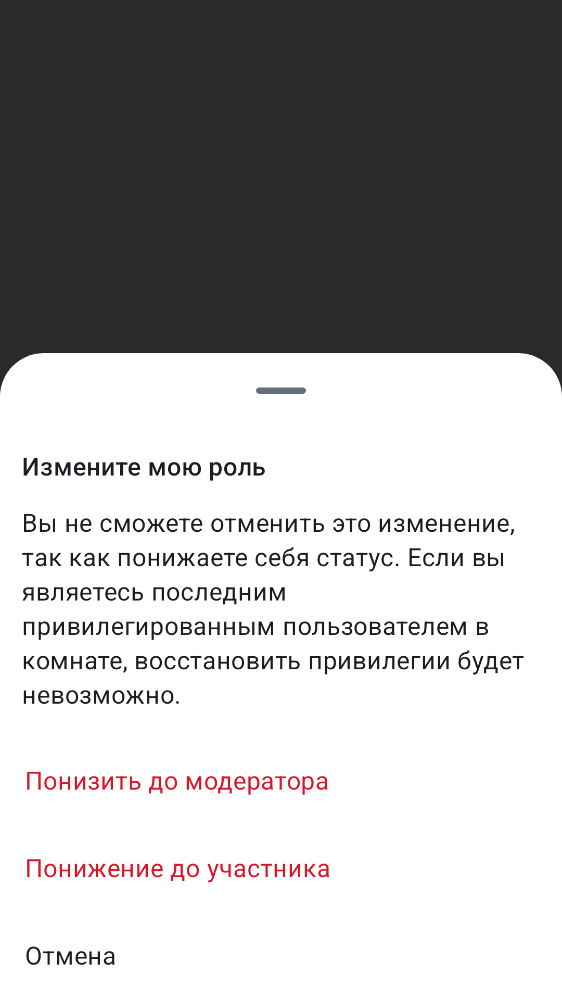 Измените мою роль
Вы не сможете отменить это изменение,
так как понижаете себя статус. Если вы
являетесь последним
привилегированным пользователем в
комнате, восстановить привилегии будет
невозможно.
Понизить до модератора
Понижение до участника
Отмена